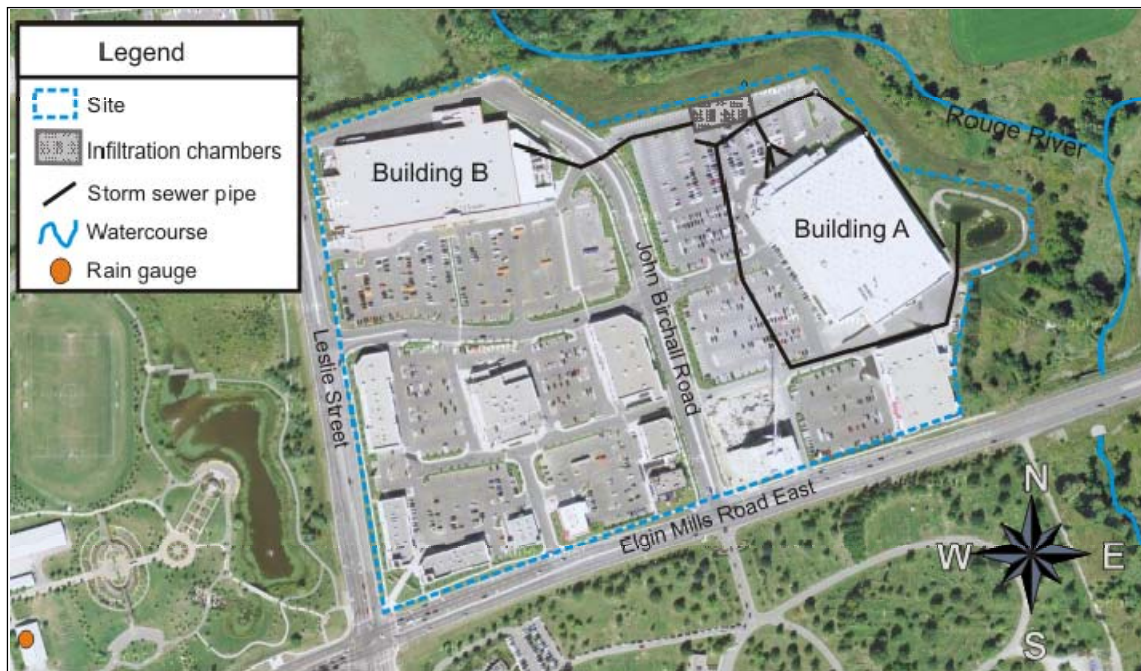 Legend
Site
Infiltration chambers
Storm sewer pipe
Watercourse
Rain gauge
Building B
Building A
Rouge River
John Birchall Road
Leslie Street
Elgin Mills Road East
N
W
E
S